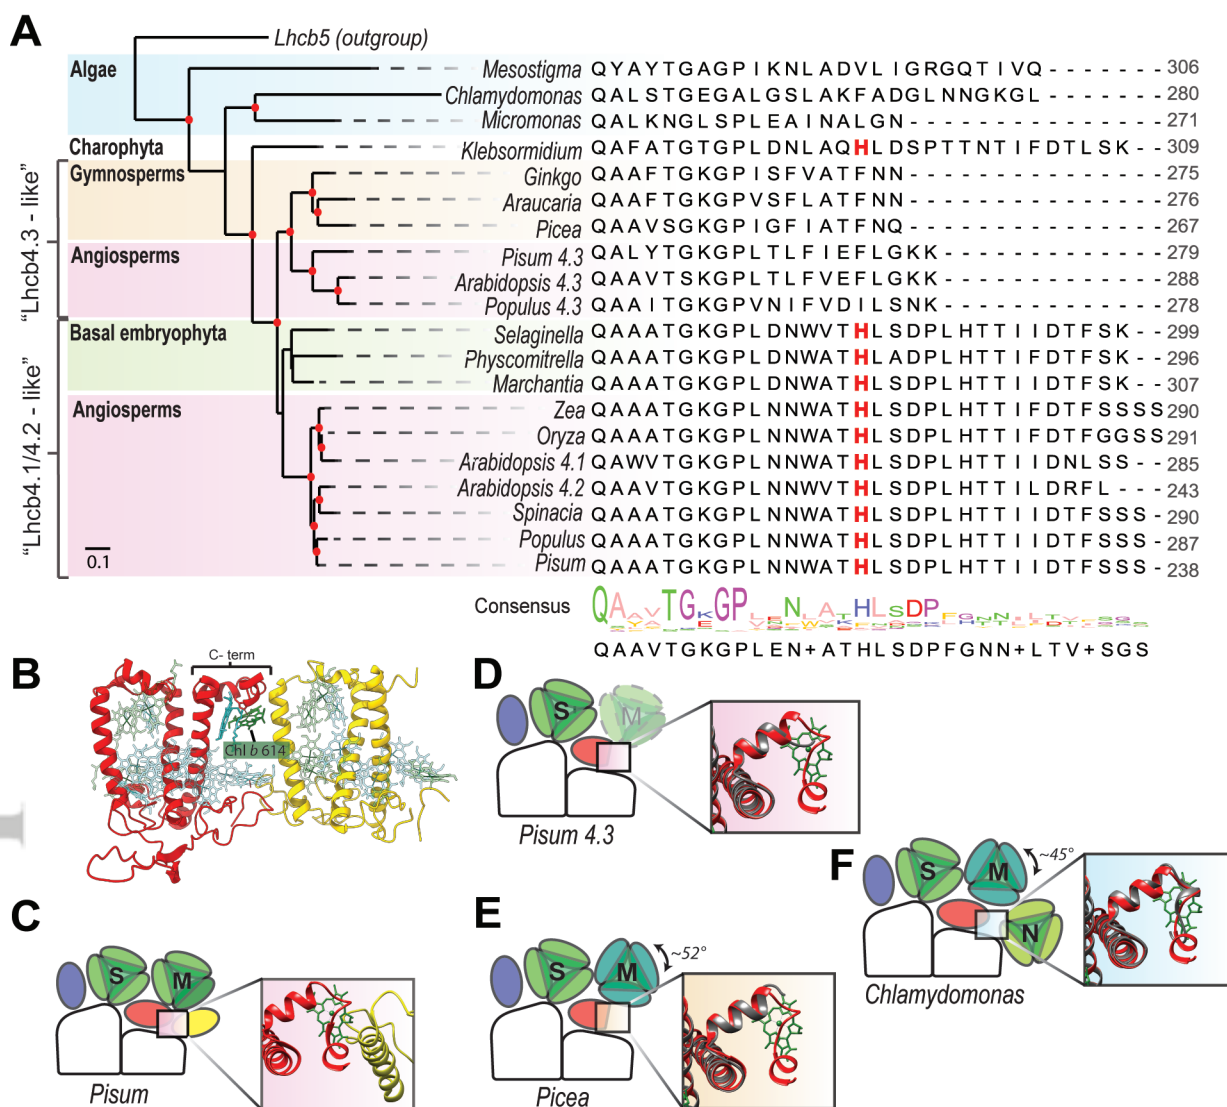 A
Lhcb5 (outgroup)
Algae
Mesostigma QYAYTGAGPIKNLADVLIGRGQTIVQ------- 306
Chlamydomonas QALSTGEGALGSLAKFADGLNNGKGL------- 280
Micromonas QALKNGLSPLEAINALGN--------------- 271
Charophyta
Klebsormidium QAFATGTGPLDNLAQHLDSPTTNTIFDTLSK-- 309
Gymnosperms
Ginkgo QAAFTGKGPISFVATFNN--------------- 275
Araucaria QAAFTGKGPVSFLATFNN--------------- 276
Picea QAAVSGKGPIGFIATFNQ--------------- 267
Angiosperms
Pisum 4.3 QALYTGKGPLTLFIEFLGKK------------- 279
Arabidopsis 4.3 QAAVTSKGPLTLFVEFLGKK------------- 288
Populus 4.3 QAAITGKGPVNIFVDILSNK------------- 278
"Lhcb4.3 - like"
Basal embryophyta
Selaginella QAAATGKGPLDNWVTHLSDPLHTTIIDTFSK-- 299
Physcomitrella QAAATGKGPLDNWATHLADPLHTTIFDTFSK-- 296
Marchantia QAAATGKGPLDNWATHLSDPLHTTIIDTFSK-- 307
Angiosperms
Zea QAAATGKGPLNNWATHLSDPLHTTIFDTFSSSS 290
Oryza QAAATGKGPLNNWATHLSDPLHTTIFDTFGGSS 291
Arabidopsis 4.1 QAWVTGKGPLNNWATHLSDPLHTTIIDNLSS-- 285
Arabidopsis 4.2 QAAVTGKGPLNNWVTHLSDPLHTTILDRFL--- 243
Spinacia QAAATGKGPLNNWATHLSDPLHTTIIDTFSSS- 290
Populus QAAATGKGPLNNWATHLSDPLHTTIIDTFSSS- 287
Pisum QAAATGKGPLNNWATHLSDPLHTTIIDTFSSS- 238
"Lhcb4.1/4.2 - like"
0.1
Consensus
QAAVTGKGPLEN+ATHLSDPFGNN+LTV+SGS
B
C- term
Chl b 614
C
S
M
Pisum
D
S
M
Pisum 4.3
E
S
M
~52°
Picea
F
S
M
~45°
N
Chlamydomonas